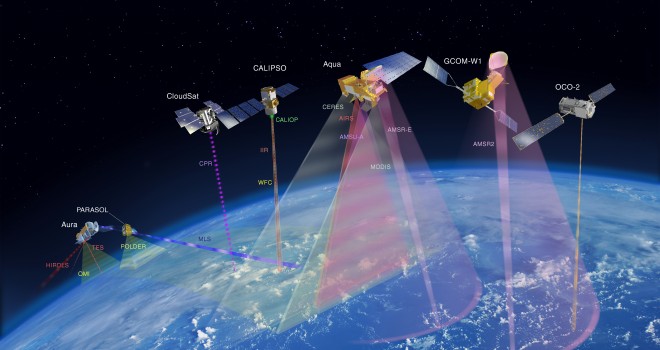 CALIPSO
Aqua
GCOM-W1
OCO-2
CloudSat
CERES
CALIOP
AIRS
AMSU-A
AMSR-E
AMSR2
IIR
CPR
MODIS
WFC
PARASOL
Aura
TES
POLDER
MLS
HIRDLS
OMI